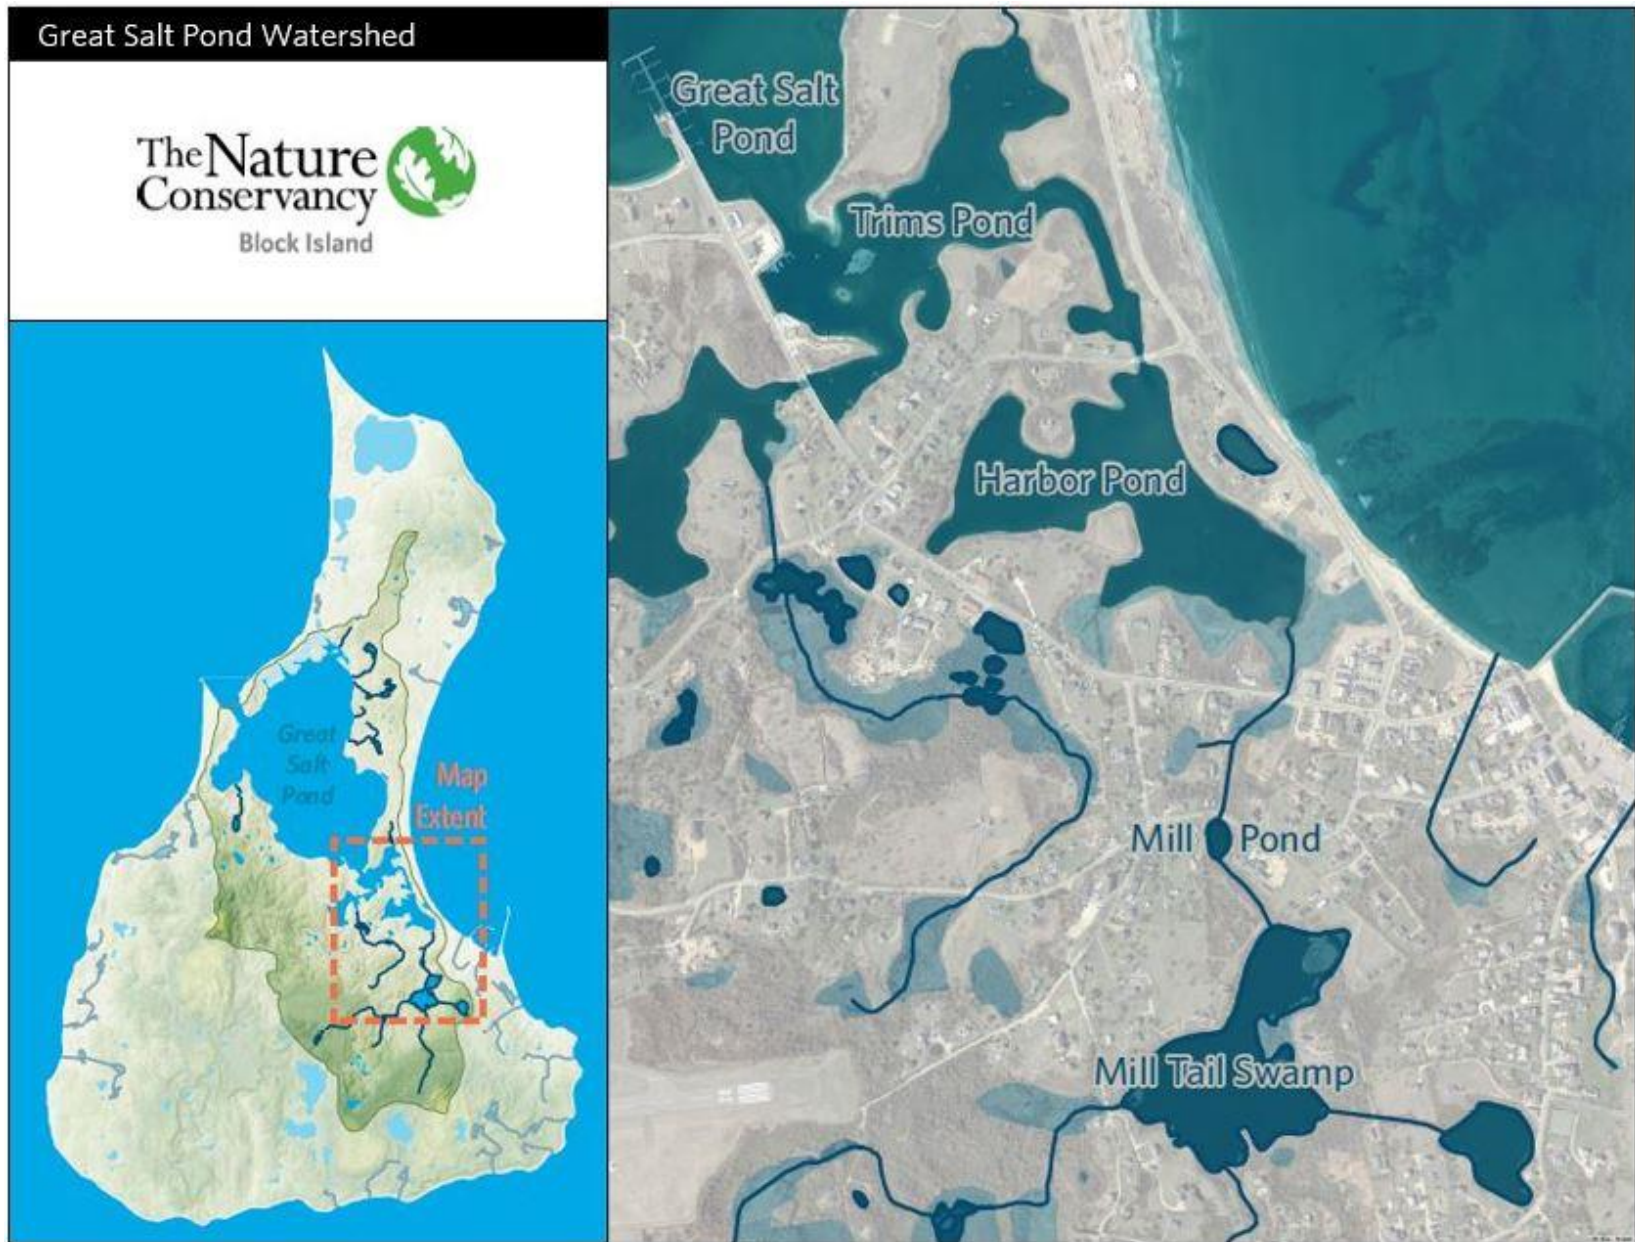 Great Salt Pond Watershed
The Nature
Conservancy
Block Island
Great
Salt
Pond
Map
Extent
Great Salt
Pond
Trims Pond
Harbor Pond
Mill Pond
Mill Tail Swamp